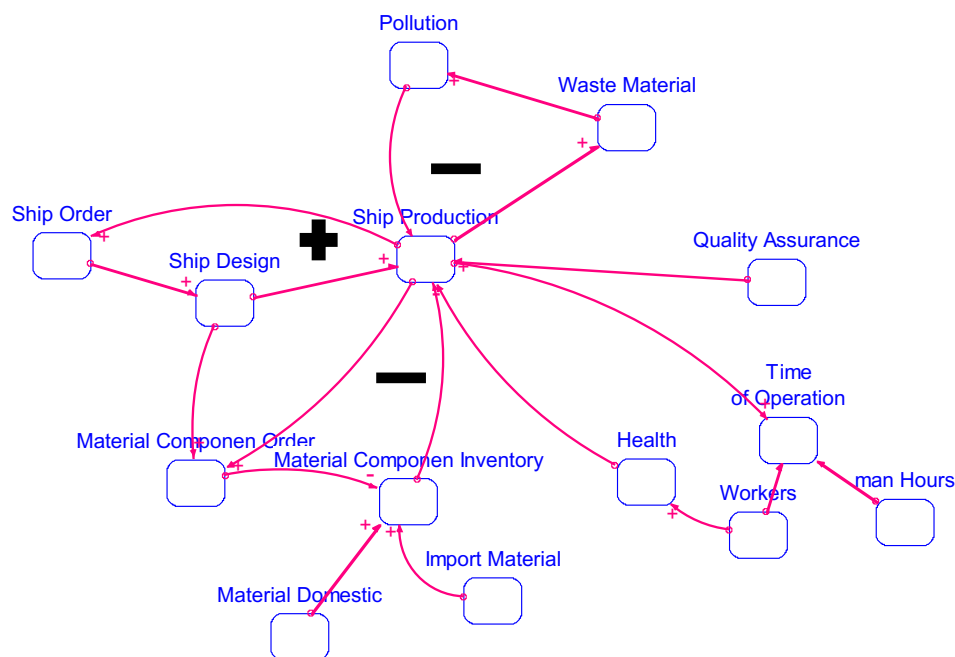 Pollution
Waste Material
Ship Order
Ship Production
Ship Design
Quality Assurance
Time
of Operation
Material Componen Order
Material Componen Inventory
Health
Workers
man Hours
Import Material
Material Domestic